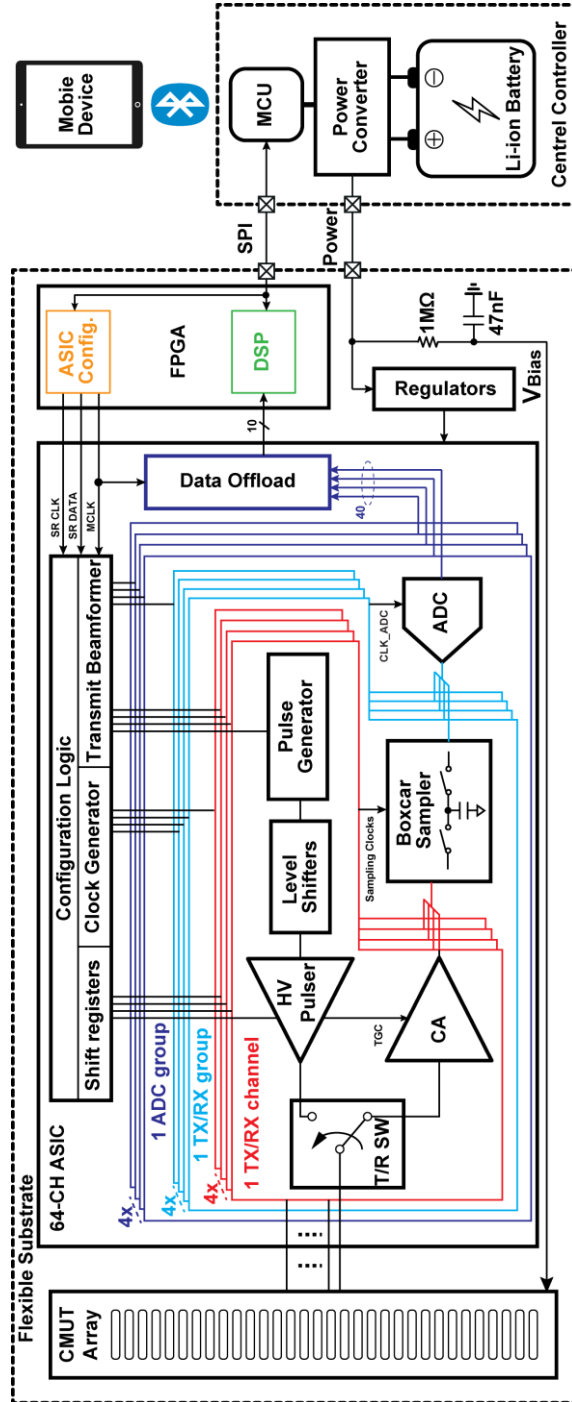 Flexible Substrate
CMUT
Array
64-CH ASIC
Configuration Logic
Shift registers
Clock Generator
Transmit Beamformer
SR CLK
SR DATA
MCLK
4x
1 ADC group
4x
1 TX/RX group
4x
1 TX/RX channel
HV
Pulser
Level
Shifters
Pulse
Generator
T/R SW
TGC
CA
Sampling Clocks
Boxcar
Sampler
CLK_ADC
ADC
40
Data Offload
10
ASIC
Config.
FPGA
DSP
Regulators
VBias
1MΩ
47nF
SPI
Power
Mobie
Device
MCU
Power
Converter
+
−
Li-ion Battery
Centrel Controller